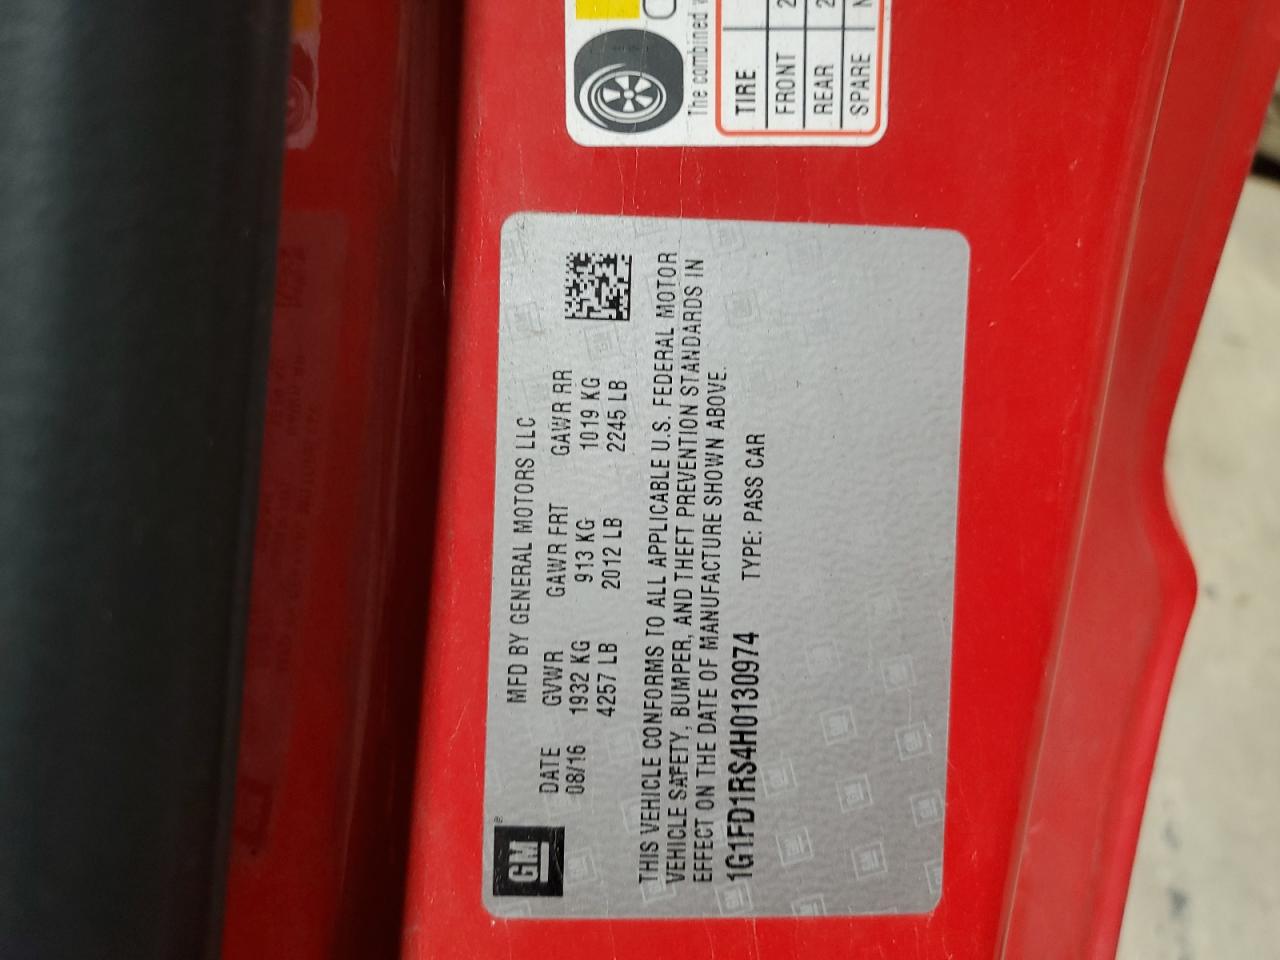 GM
MFD BY GENERAL MOTORS LLC
DATE GVWR GAWR FRT GAWR RR
08/16 1932 KG 913 KG 1019 KG
4257 LB 2012 LB 2245 LB
THIS VEHICLE CONFORMS TO ALL APPLICABLE U.S. FEDERAL MOTOR
VEHICLE SAFETY, BUMPER, AND THEFT PREVENTION STANDARDS IN
EFFECT ON THE DATE OF MANUFACTURE SHOWN ABOVE.
1G1FD1RS4H0130974 TYPE: PASS CAR
The combined
TIRE
FRONT 2
REAR 2
SPARE N